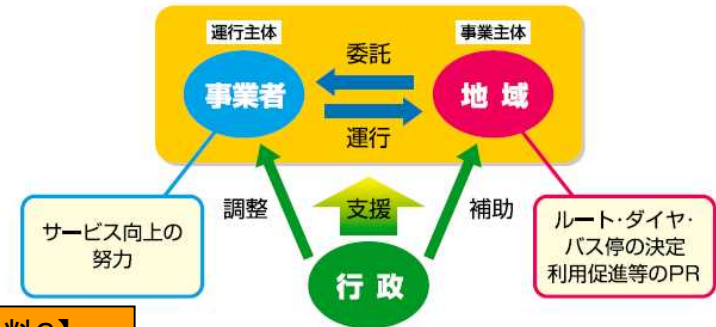 運行主体
事業主体
委託
事業者
地域
運行
調整
支援
補助
サービス向上の
努力
ルート・ダイヤ・
バス停の決定
利用促進等のPR
行政